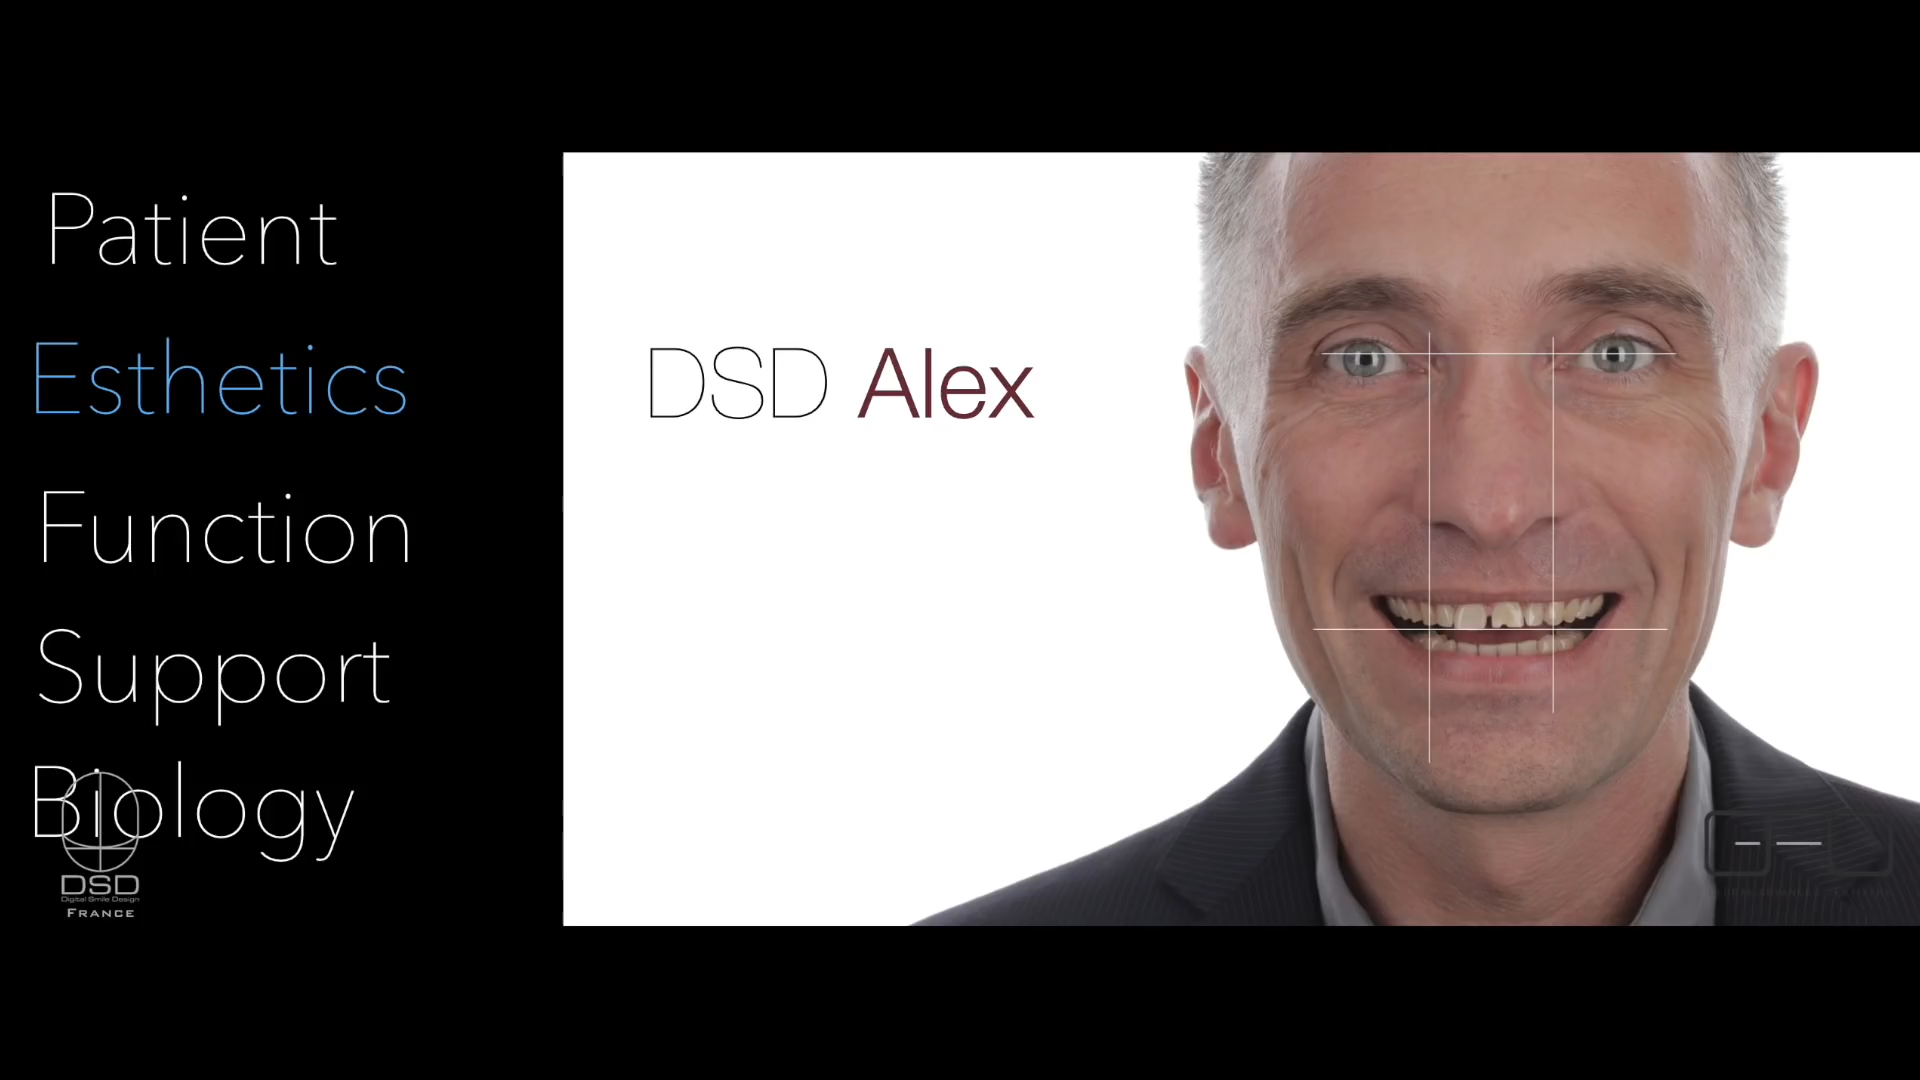 Patient
Esthetics
Function
Support
Biology
DSD Alex
DSD
Digital Smile Design
FRANCE